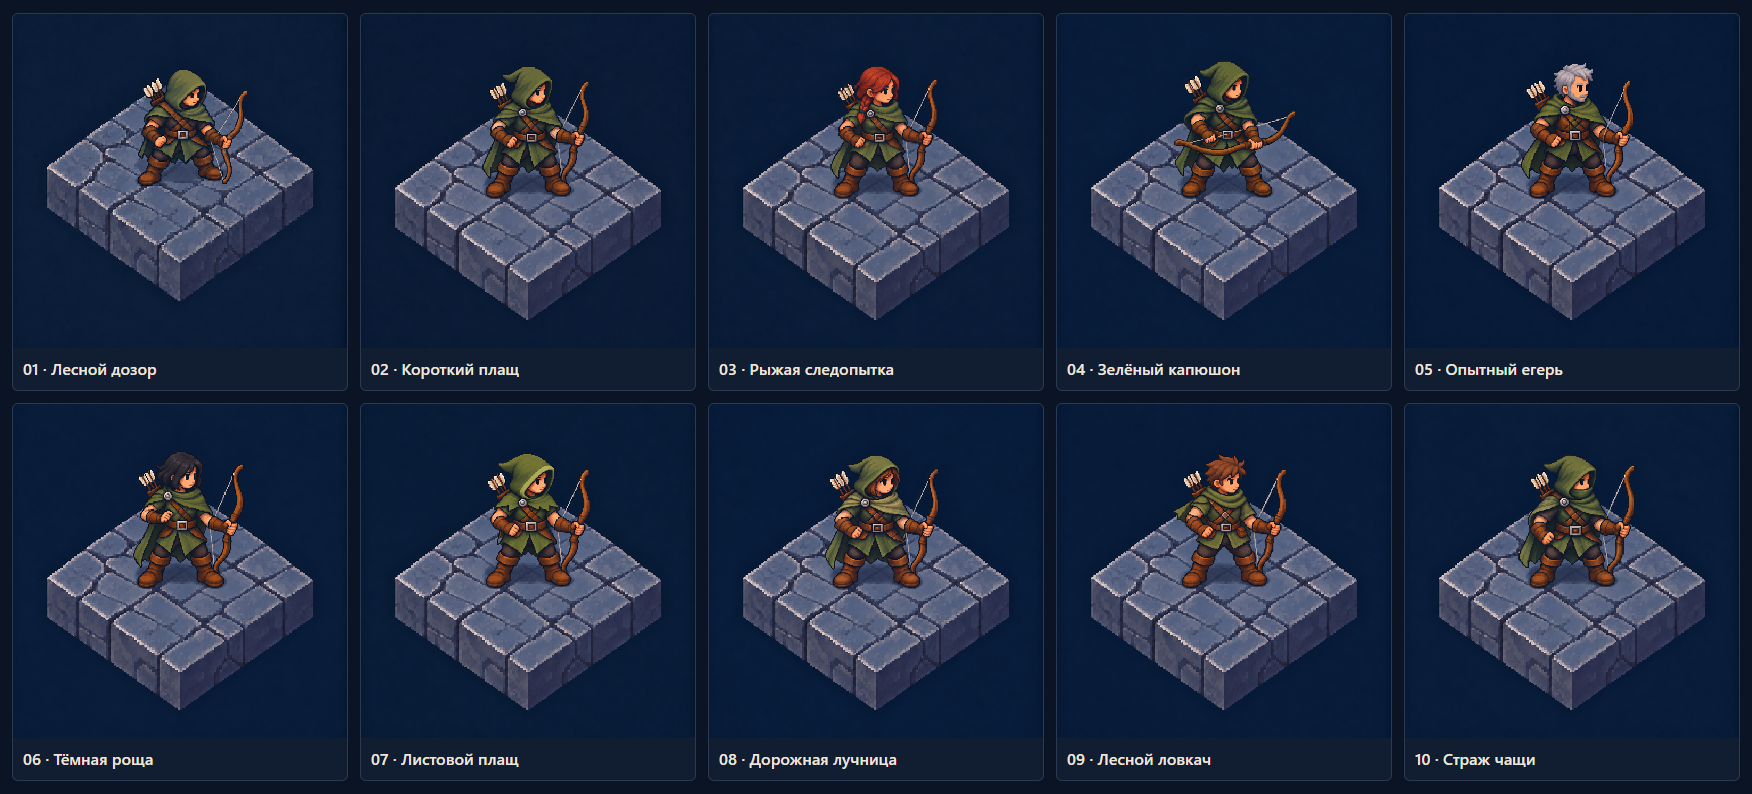 01 · Лесной дозор
02 · Короткий плащ
03 · Рыжая следопытка
04 · Зелёный капюшон
05 · Опытный егерь
06 · Тёмная роща
07 · Листовой плащ
08 · Дорожная лучница
09 · Лесной ловкач
10 · Страж чащи